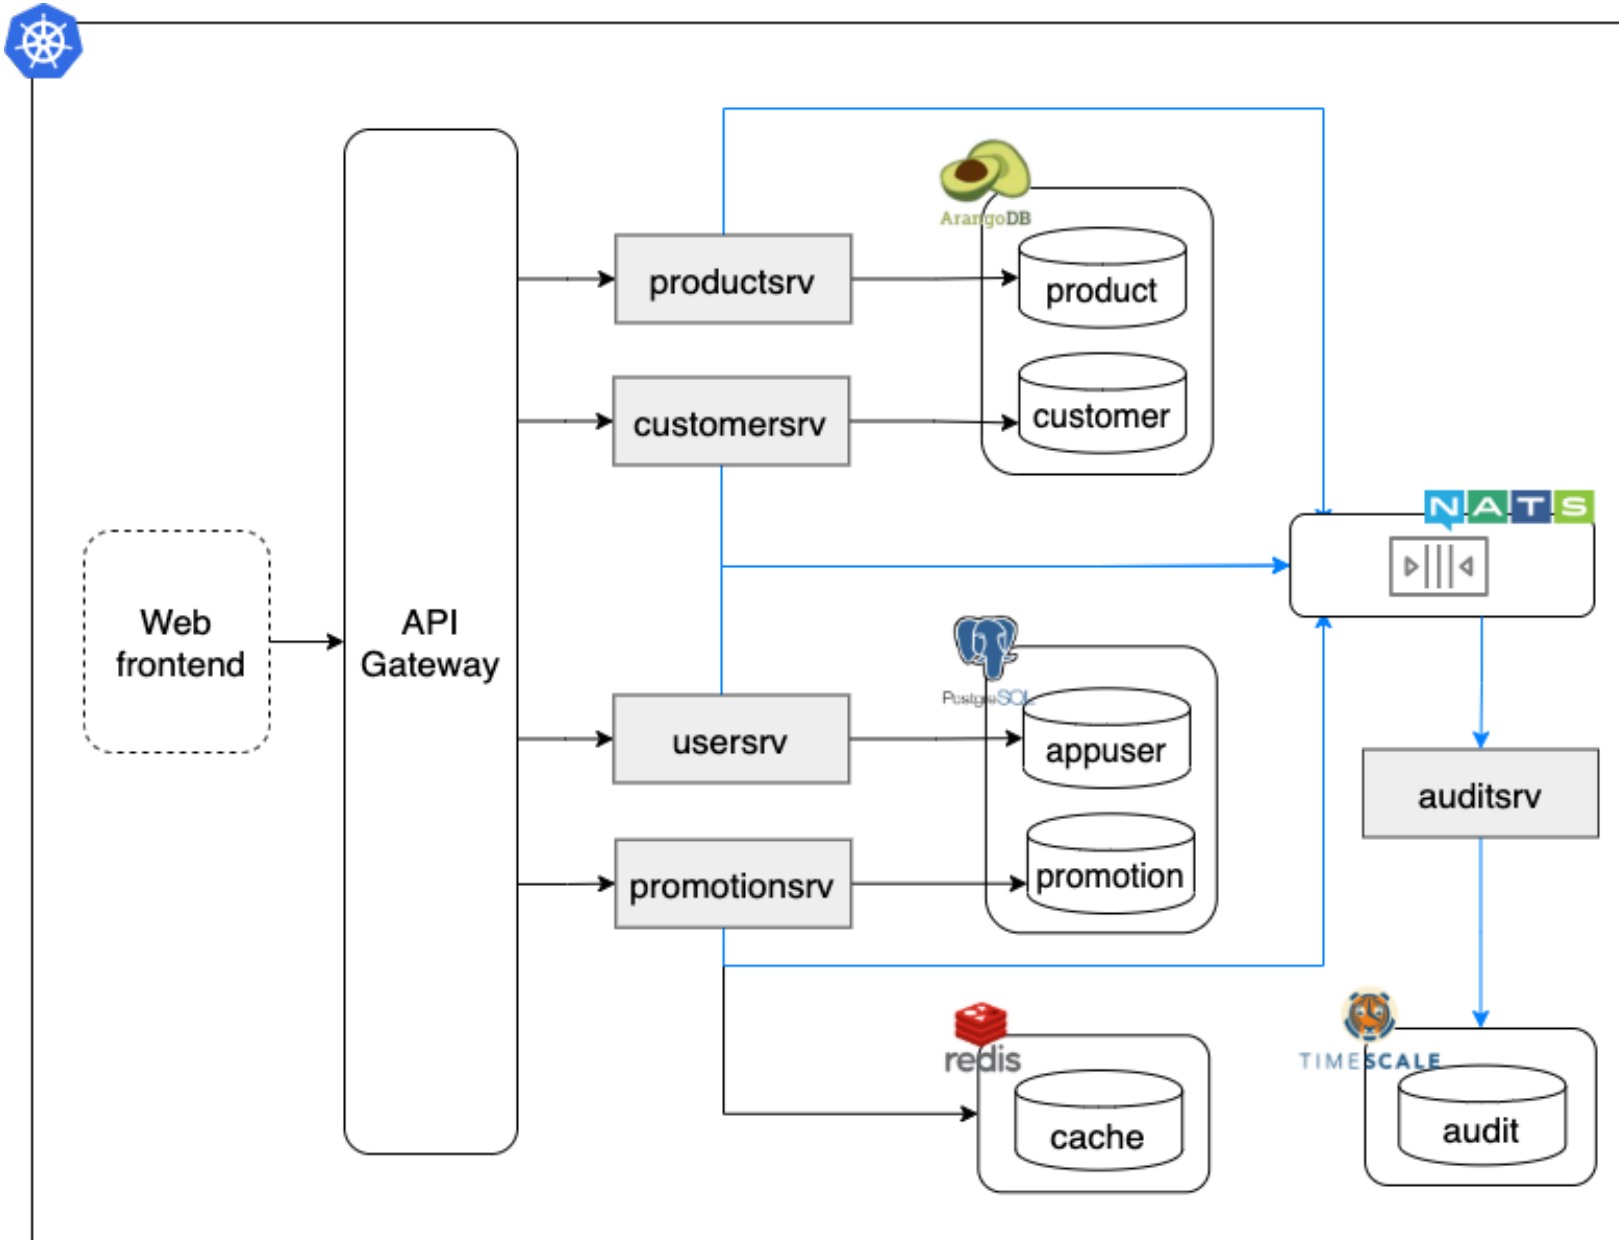 ArangoDB
productsrv
product
customersrv
customer
NATS
Web
frontend
API
Gateway
PostgreSQL
usersrv
appuser
auditsrv
promotionsrv
promotion
redis
TIMESCALE
cache
audit